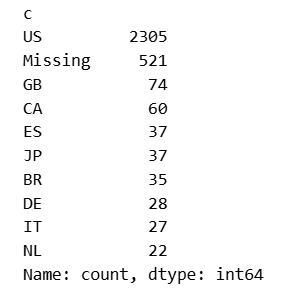 c
US 2305
Missing 521
GB 74
CA 60
ES 37
JP 37
BR 35
DE 28
IT 27
NL 22
Name: count, dtype: int64